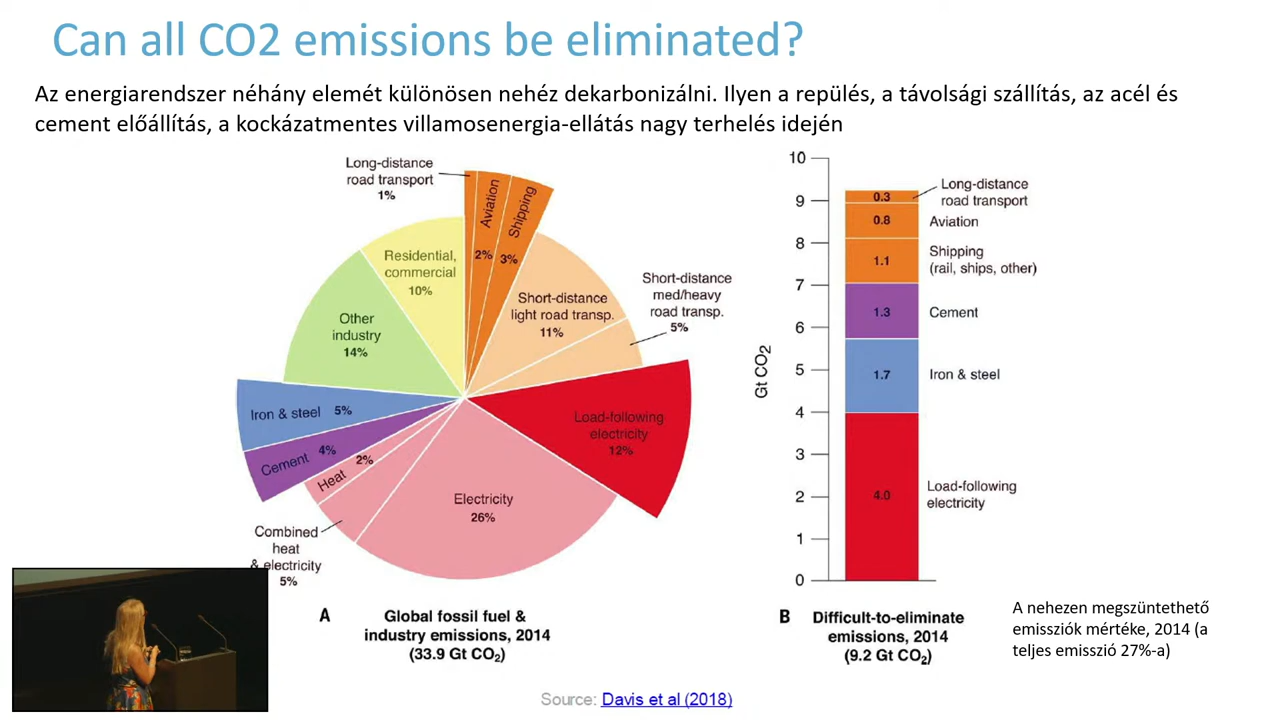 Can all CO2 emissions be eliminated?
Az energiarendszer néhány elemét különösen nehéz dekarbonizálni. Ilyen a repülés, a távolsági szállítás, az acél és
cement előállítás, a kockázatmentes villamosenergia-ellátás nagy terhelés idején
Long-distance
road transport
1%
Aviation
2%
Shipping
3%
Short-distance
light road transp.
11%
Short-distance
med/heavy
road transp.
5%
Load-following
electricity
12%
Electricity
26%
Combined
heat
& electricity
5%
Heat
2%
Cement 4%
Iron & steel 5%
Other
industry
14%
Residential,
commercial
10%
A
Global fossil fuel &
industry emissions, 2014
(33.9 Gt CO₂)
Gt CO₂
10
9
8
7
6
5
4
3
2
1
0
0.3
0.8
1.1
1.3
1.7
4.0
Long-distance
road transport
Aviation
Shipping
(rail, ships, other)
Cement
Iron & steel
Load-following
electricity
B
Difficult-to-eliminate
emissions, 2014
(9.2 Gt CO₂)
A nehezen megszüntethető
emissziók mértéke, 2014 (a
teljes emisszió 27%-a)
Source: Davis et al (2018)